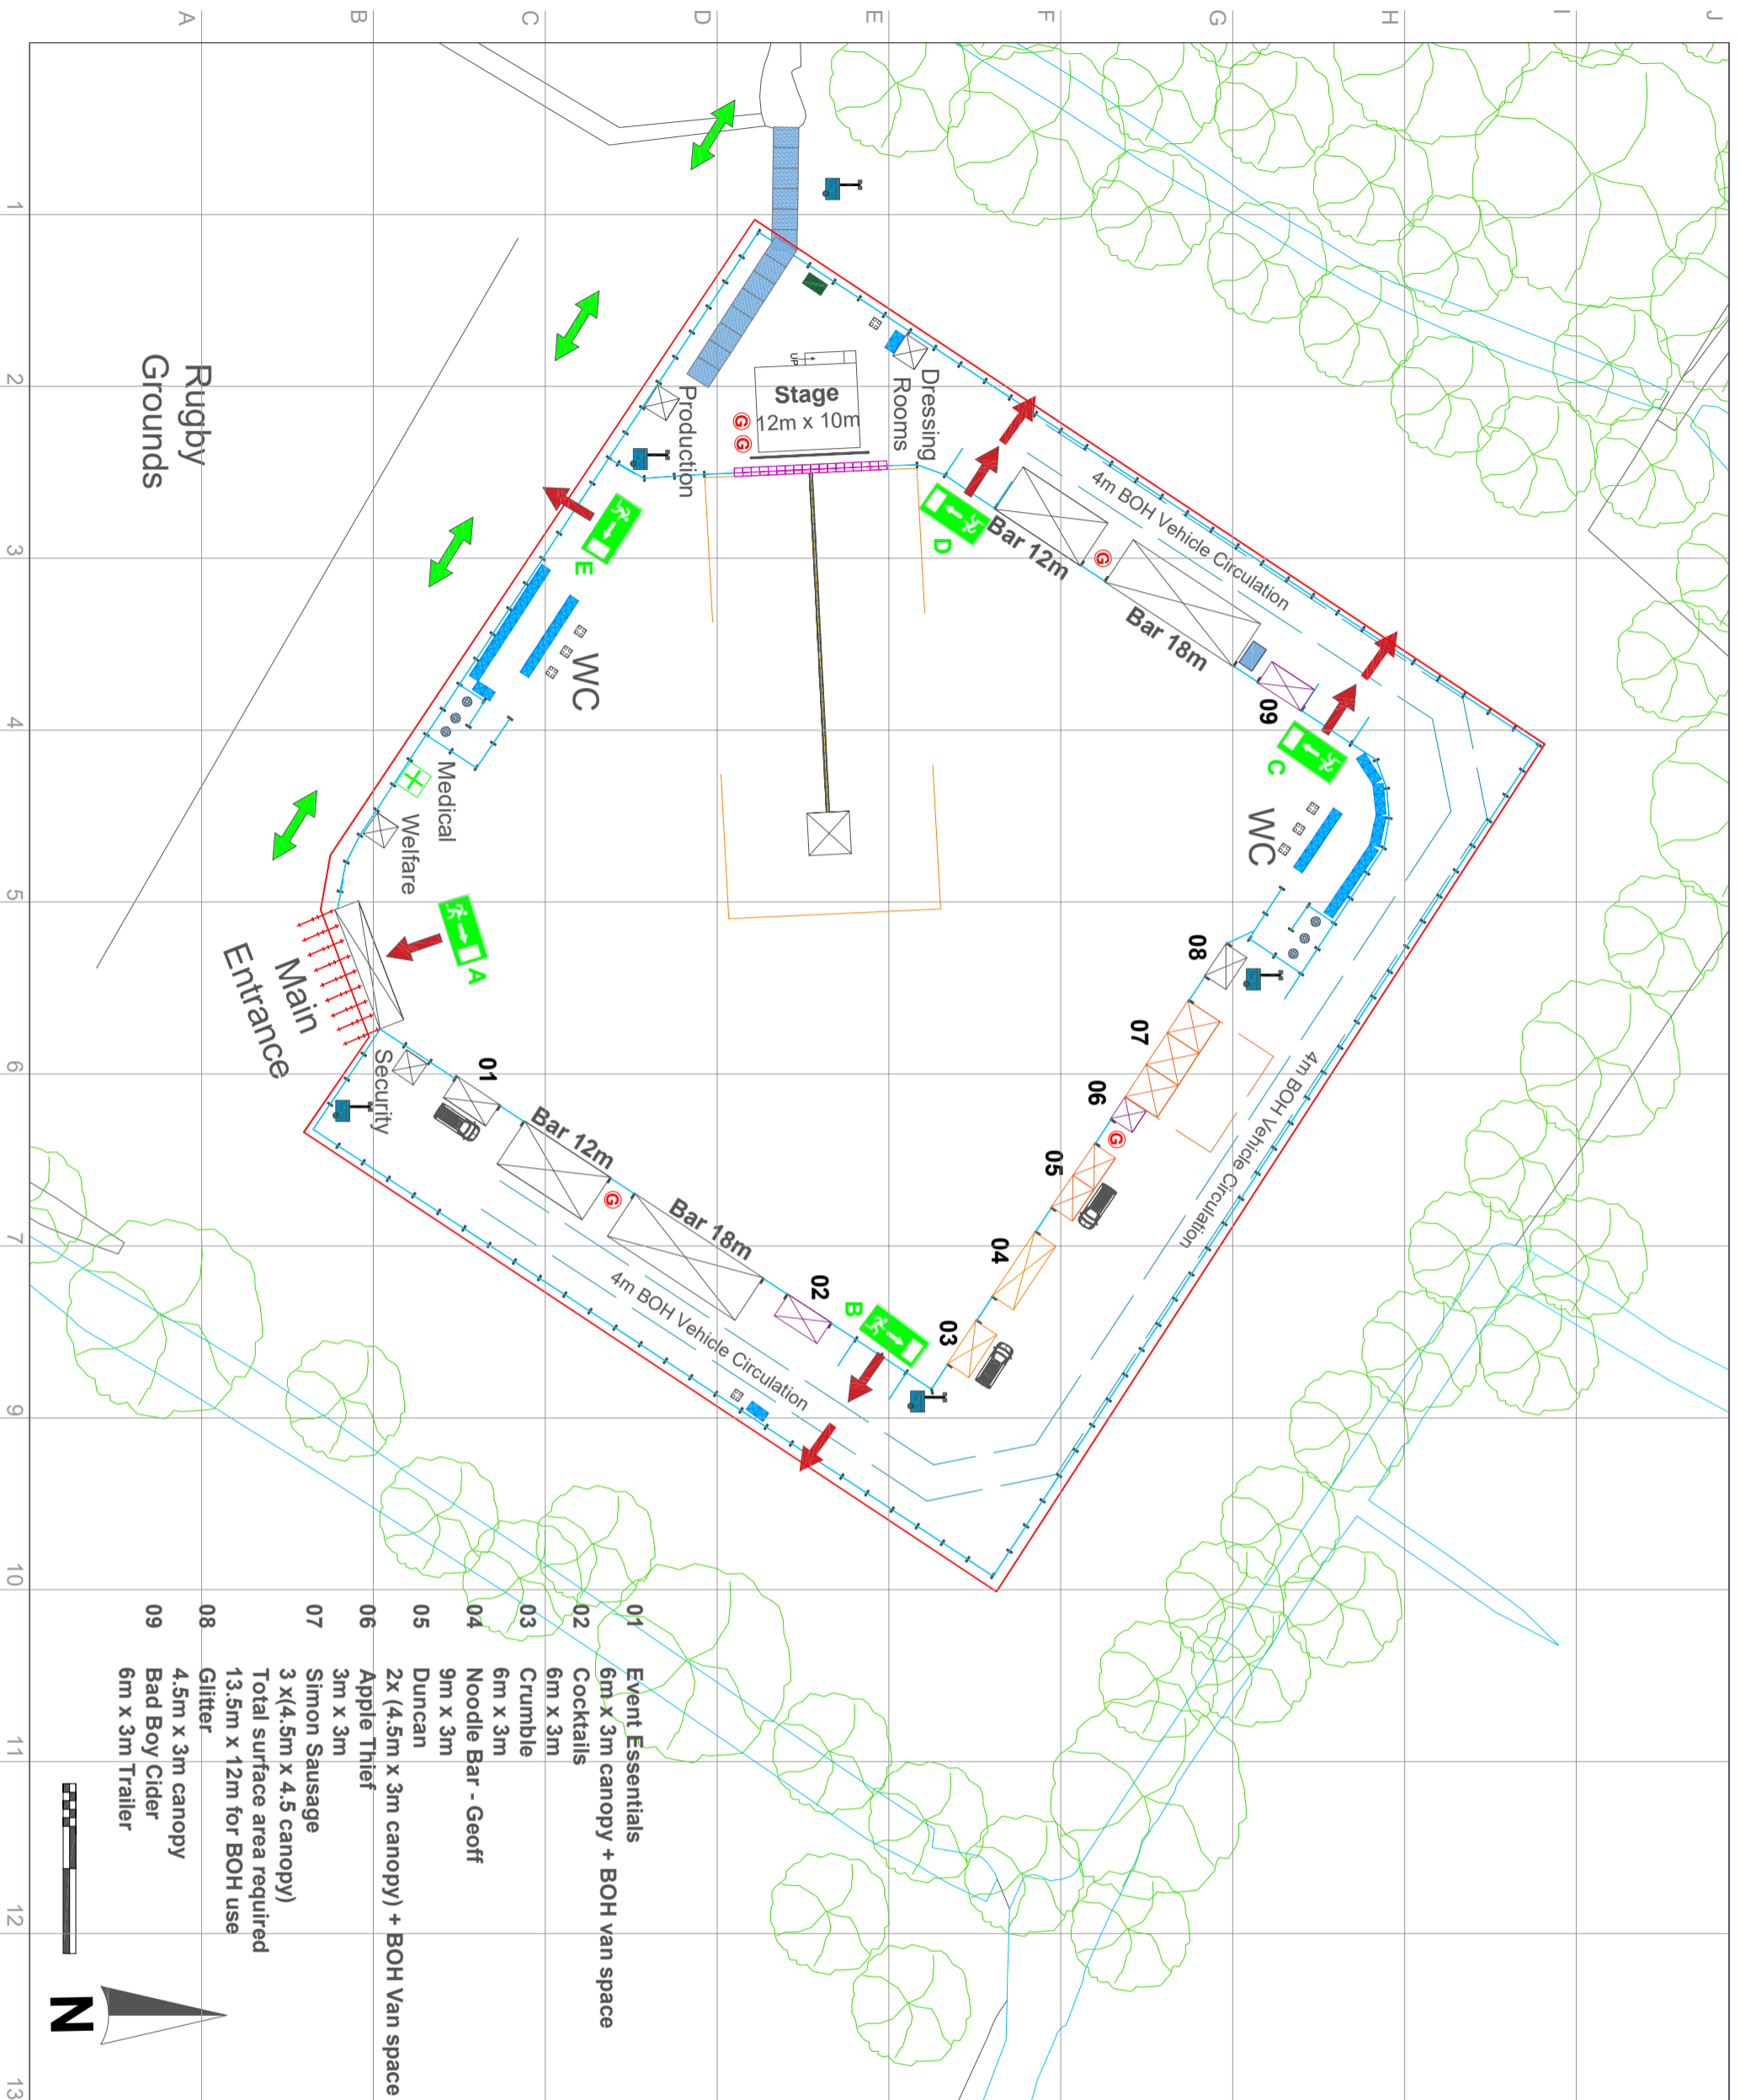 A
B
C
D
E
F
G
H
I
J
1
2
3
4
5
6
7
9
10
11
12
13
Rugby
Grounds
UP
Stage
12m x 10m
G
G
Production
Dressing
Rooms
D
Bar 12m
G
Bar 18m
4m BOH Vehicle Circulation
09
C
WC
E
WC
Medical
Welfare
A
Main
Entrance
Security
01
Bar 12m
G
Bar 18m
4m BOH Vehicle Circulation
02
B
03
04
05
G
06
07
08
4m BOH Vehicle Circulation
01 Event Essentials
6m x 3m canopy + BOH van space
02 Cocktails
6m x 3m
03 Crumble
6m x 3m
04 Noodle Bar - Geoff
9m x 3m
05 Duncan
2x (4.5m x 3m canopy) + BOH Van space
06 Apple Thief
3m x 3m
07 Simon Sausage
3 x(4.5m x 4.5 canopy)
Total surface area required
13.5m x 12m for BOH use
08 Glitter
4.5m x 3m canopy
09 Bad Boy Cider
6m x 3m Trailer
N